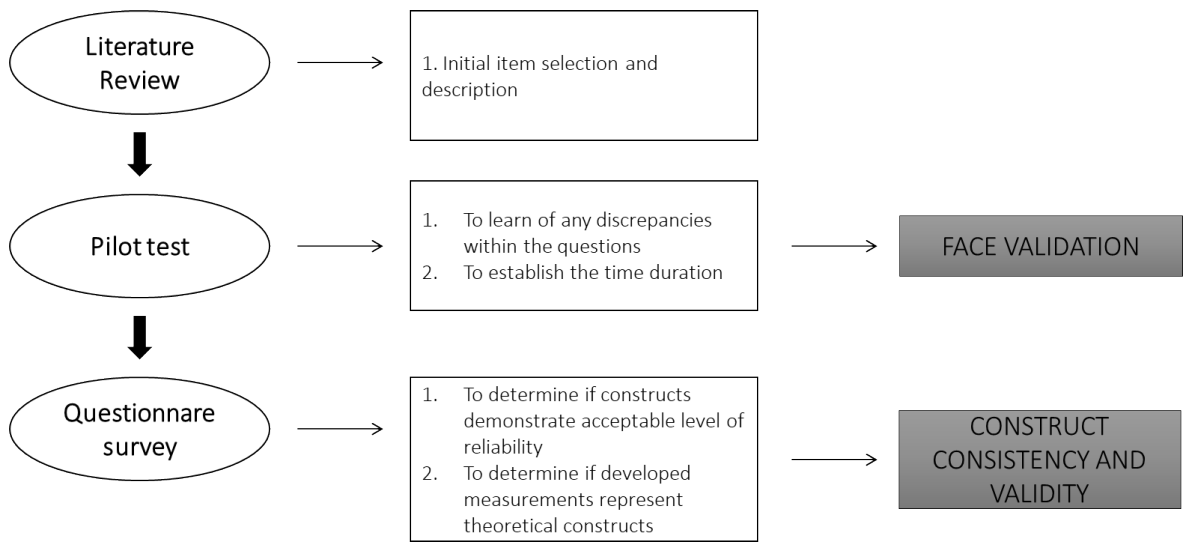 Literature
Review
1. Initial item selection and
description
Pilot test
1. To learn of any discrepancies
within the questions
2. To establish the time duration
FACE VALIDATION
Questionnare
survey
1. To determine if constructs
demonstrate acceptable level of
reliability
2. To determine if developed
measurements represent
theoretical constructs
CONSTRUCT
CONSISTENCY AND
VALIDITY